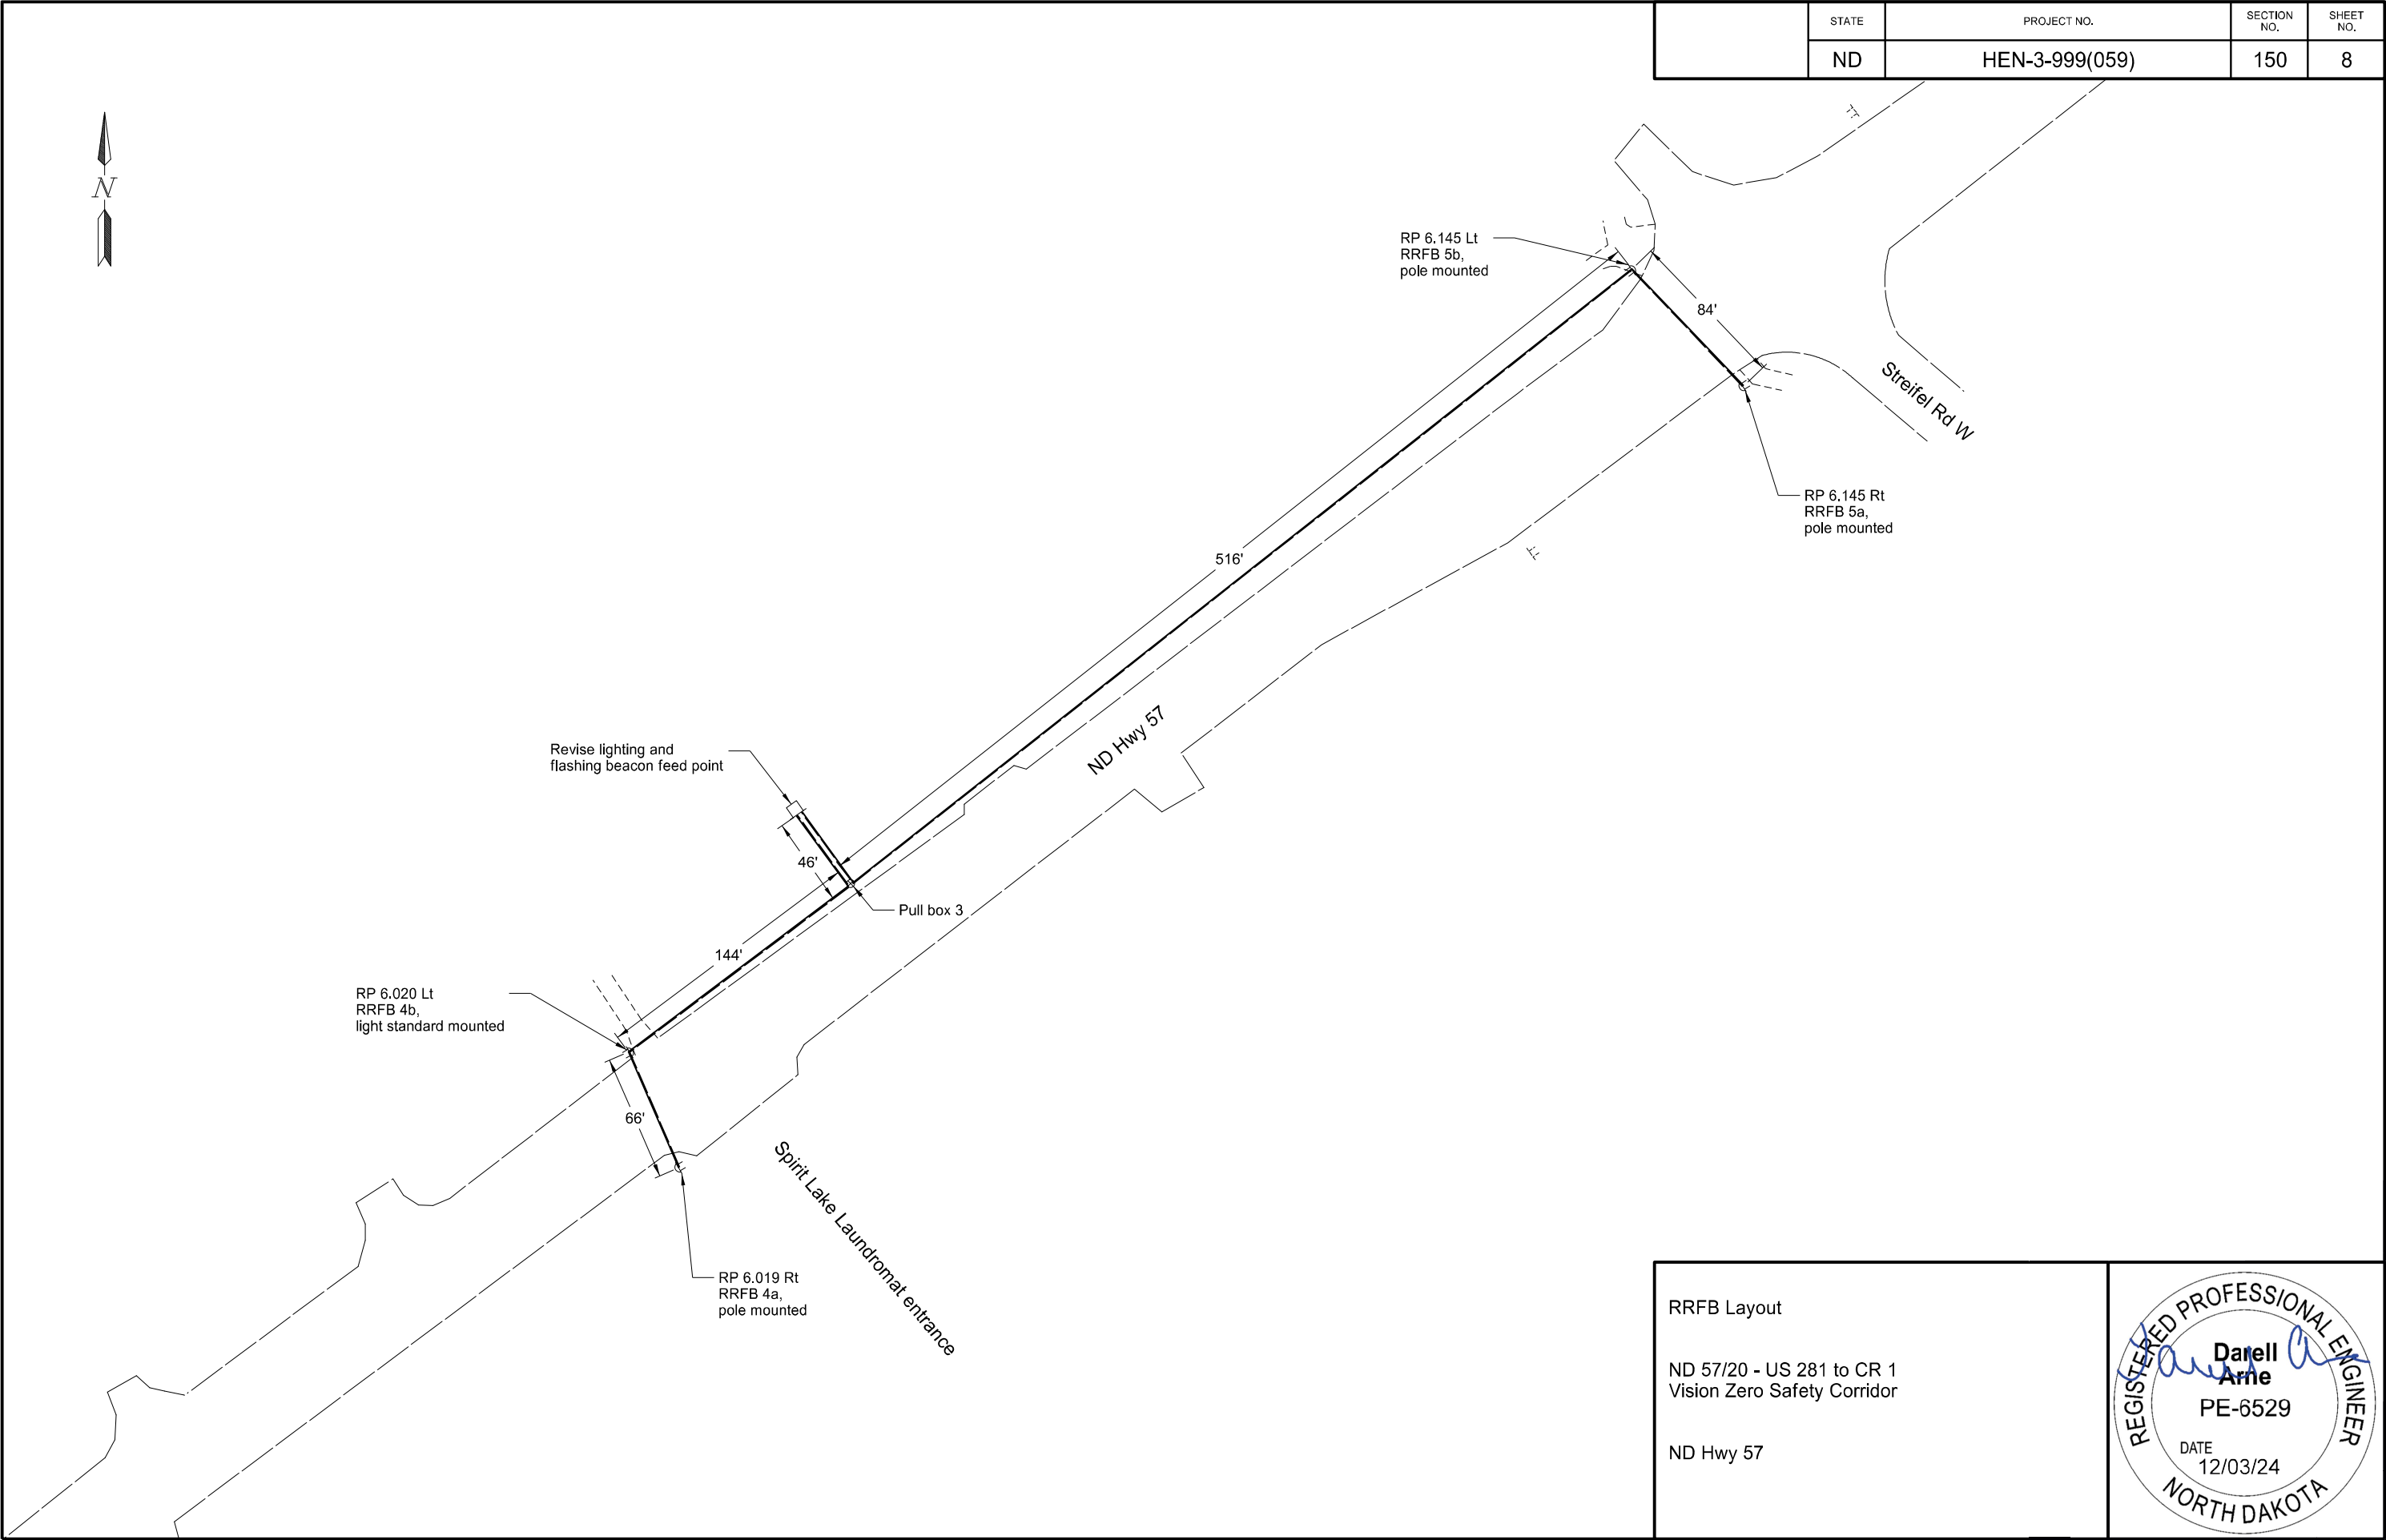 STATE
PROJECT NO.
SECTION
NO.
SHEET
NO.
ND
HEN-3-999(059)
150
8
N
RP 6.145 Lt
RRFB 5b,
pole mounted
84'
Streifel Rd W
RP 6.145 Rt
RRFB 5a,
pole mounted
516'
ND Hwy 57
Revise lighting and
flashing beacon feed point
46'
Pull box 3
144'
RP 6.020 Lt
RRFB 4b,
light standard mounted
66'
Spirit Lake Laundromat entrance
RP 6.019 Rt
RRFB 4a,
pole mounted
RRFB Layout
ND 57/20 - US 281 to CR 1
Vision Zero Safety Corridor
ND Hwy 57
REGISTERED PROFESSIONAL ENGINEER
Darell
Arne
PE-6529
DATE
12/03/24
NORTH DAKOTA